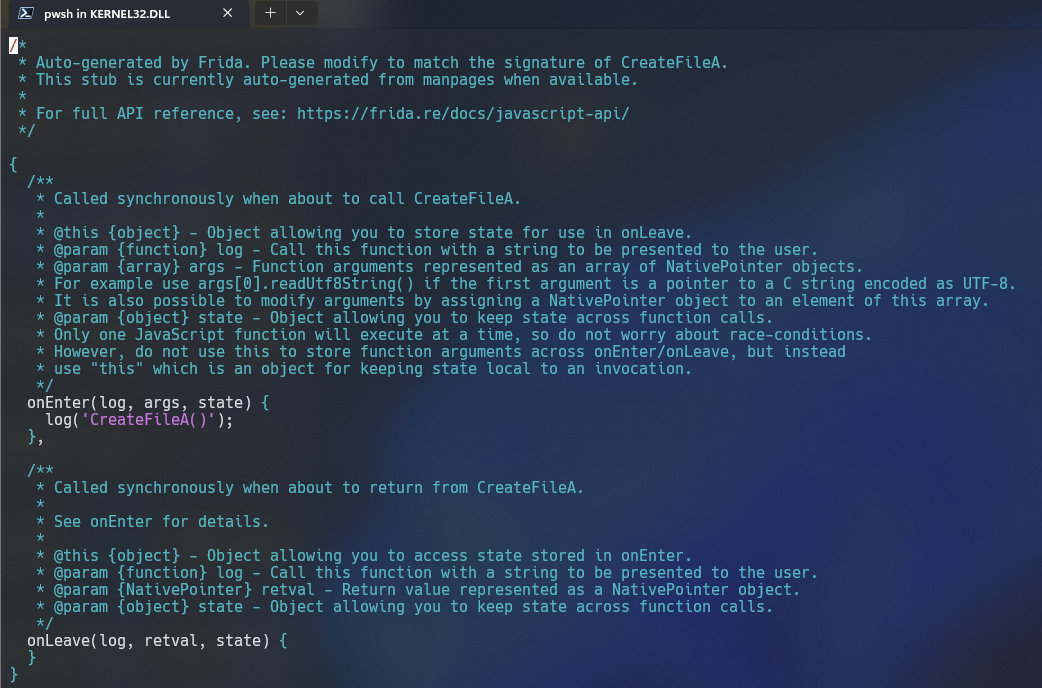 pwsh in KERNEL32.DLL
/*
 * Auto-generated by Frida. Please modify to match the signature of CreateFileA.
 * This stub is currently auto-generated from manpages when available.
 *
 * For full API reference, see: https://frida.re/docs/javascript-api/
 */

{
  /**
   * Called synchronously when about to call CreateFileA.
   *
   * @this {object} - Object allowing you to store state for use in onLeave.
   * @param {function} log - Call this function with a string to be presented to the user.
   * @param {array} args - Function arguments represented as an array of NativePointer objects.
   * For example use args[0].readUtf8String() if the first argument is a pointer to a C string encoded as UTF-8.
   * It is also possible to modify arguments by assigning a NativePointer object to an element of this array.
   * @param {object} state - Object allowing you to keep state across function calls.
   * Only one JavaScript function will execute at a time, so do not worry about race-conditions.
   * However, do not use this to store function arguments across onEnter/onLeave, but instead
   * use "this" which is an object for keeping state local to an invocation.
   */
  onEnter(log, args, state) {
    log('CreateFileA()');
  },

  /**
   * Called synchronously when about to return from CreateFileA.
   *
   * See onEnter for details.
   *
   * @this {object} - Object allowing you to access state stored in onEnter.
   * @param {function} log - Call this function with a string to be presented to the user.
   * @param {NativePointer} retval - Return value represented as a NativePointer object.
   * @param {object} state - Object allowing you to keep state across function calls.
   */
  onLeave(log, retval, state) {
  }
}